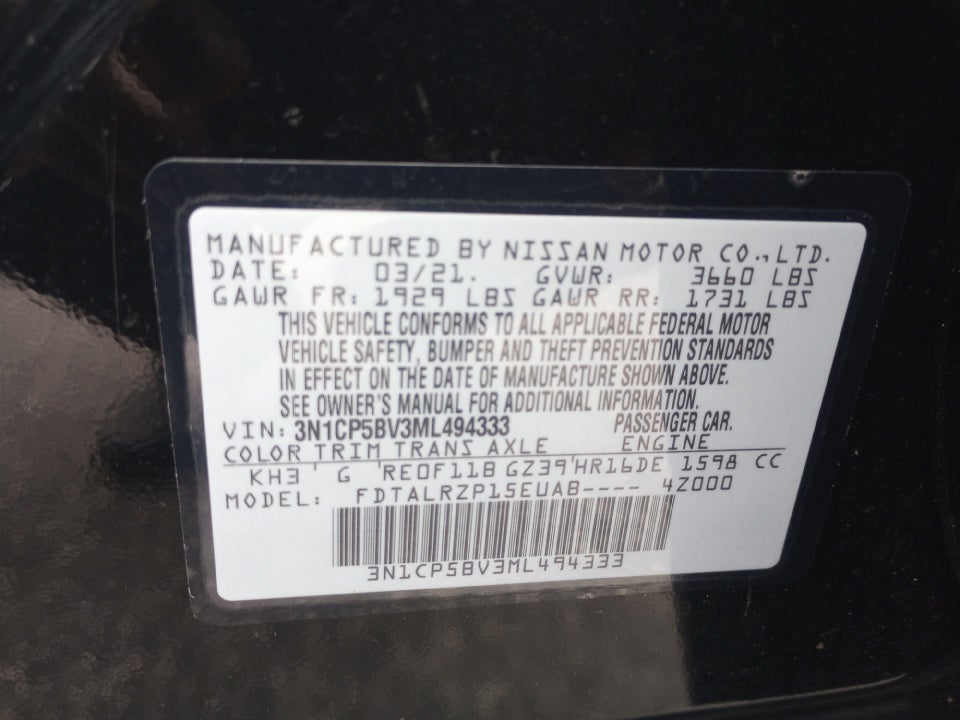 MANUFACTURED BY NISSAN MOTOR CO.,LTD.
DATE: 03/21. GVWR: 3660 LBS
GAWR FR: 1929 LBS GAWR RR: 1731 LBS
THIS VEHICLE CONFORMS TO ALL APPLICABLE FEDERAL MOTOR
VEHICLE SAFETY, BUMPER AND THEFT PREVENTION STANDARDS
IN EFFECT ON THE DATE OF MANUFACTURE SHOWN ABOVE.
SEE OWNER'S MANUAL FOR ADDITIONAL INFORMATION.
VIN: 3N1CP5BV3ML494333 PASSENGER CAR.
COLOR TRIM TRANS AXLE ENGINE
KH3 ' G 'RE0F11B GZ39'HR16DE 1598 CC
MODEL: FDTALRZP15EUAB---- 4Z000
3N1CP5BV3ML494333